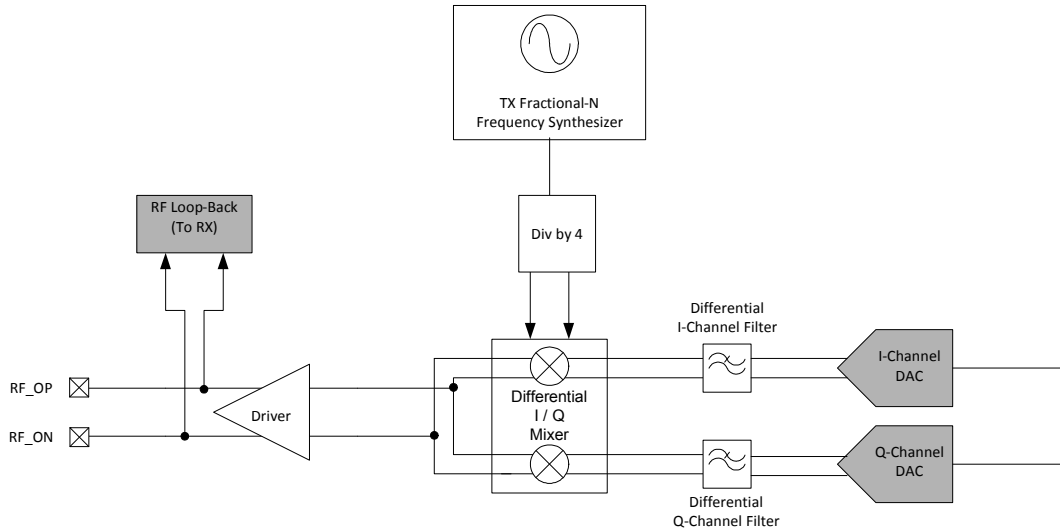 TX Fractional-N
Frequency Synthesizer
RF Loop-Back
(To RX)
Div by 4
Differential
I-Channel Filter
I-Channel
DAC
RF_OP
Driver
Differential
I / Q
Mixer
RF_ON
Q-Channel
DAC
Differential
Q-Channel Filter